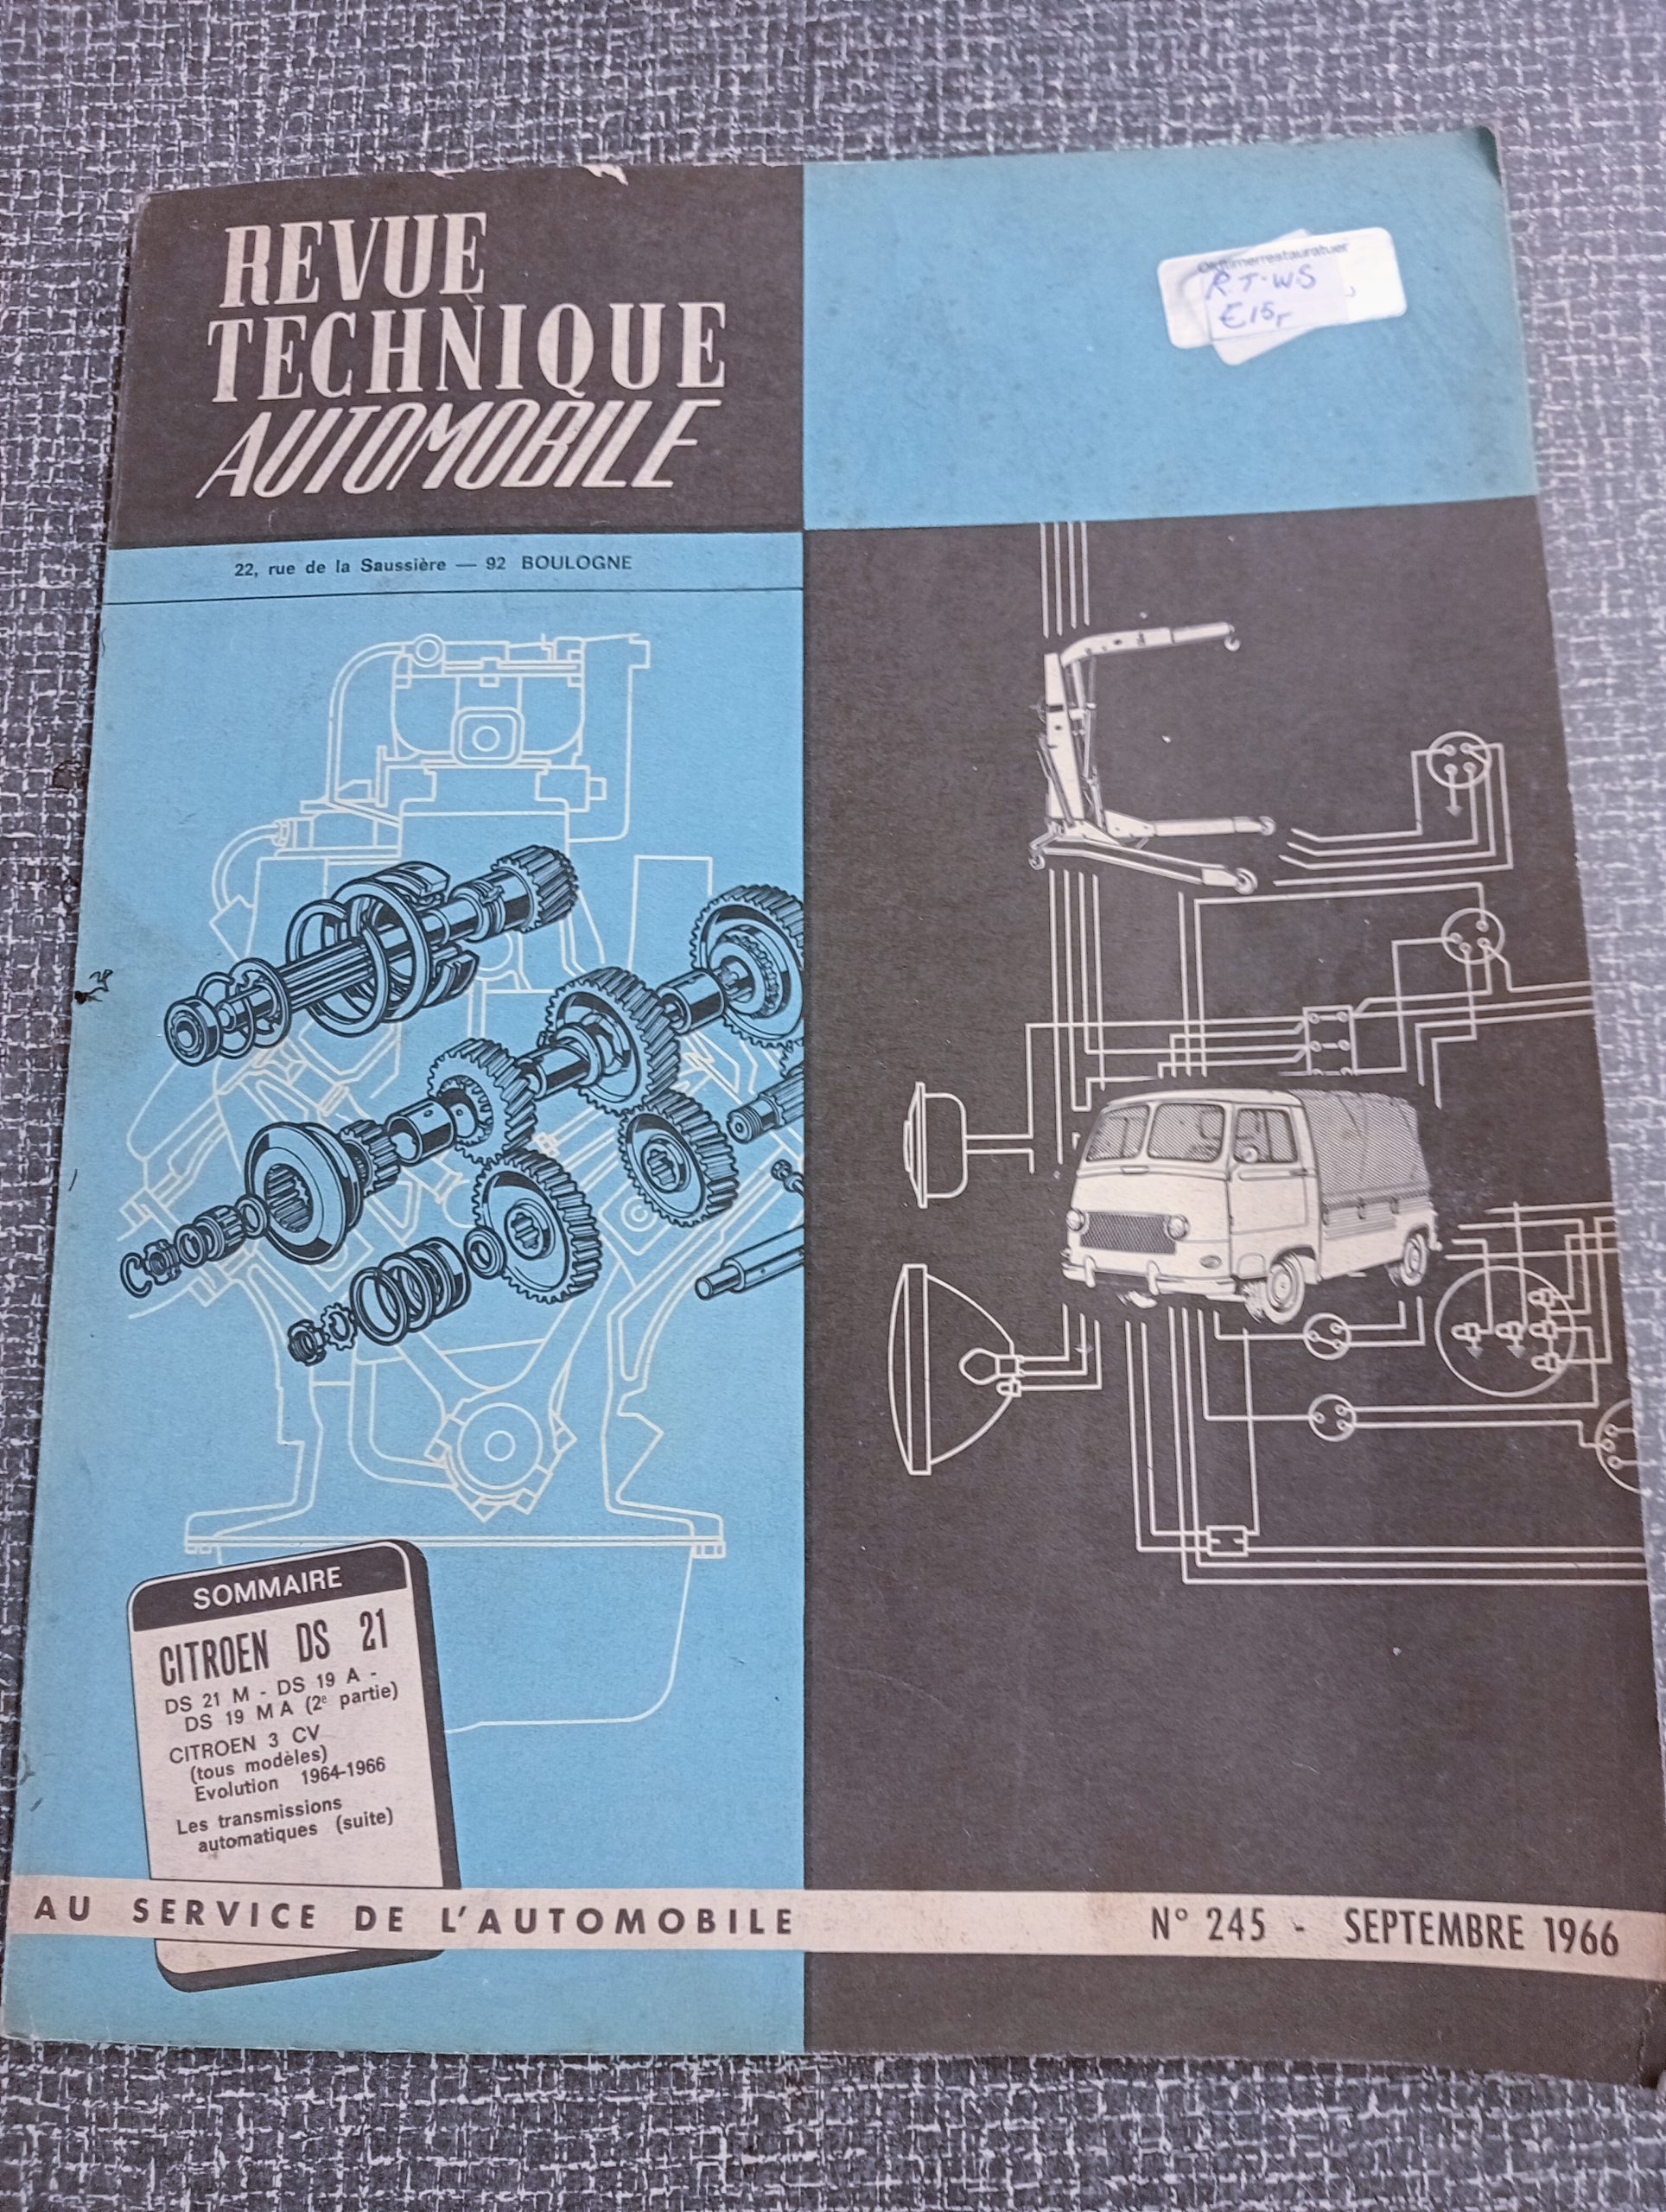 REVUE
TECHNIQUE
AUTOMOBILE
Oldtimerrestauratuer
R.T-WS
€15,-
22, rue de la Saussière — 92 BOULOGNE
SOMMAIRE
CITROEN DS 21
DS 21 M - DS 19 A -
DS 19 M A (2e partie)
CITROEN 3 CV
(tous modèles)
Evolution 1964-1966
Les transmissions
automatiques (suite)
AU SERVICE DE L'AUTOMOBILE
N° 245 - SEPTEMBRE 1966